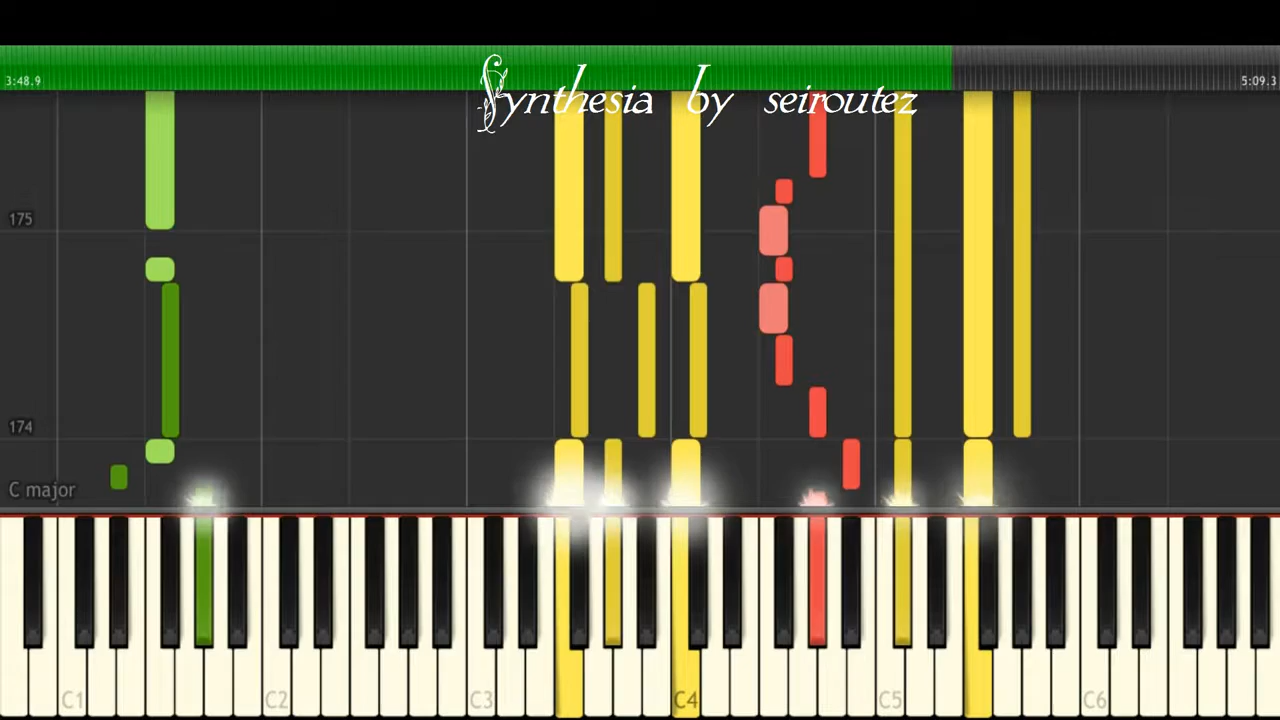 Synthesia by seiroutez
3:48.9
5:09.3
175
174
C major
C1 C2 C3 C4 C5 C6